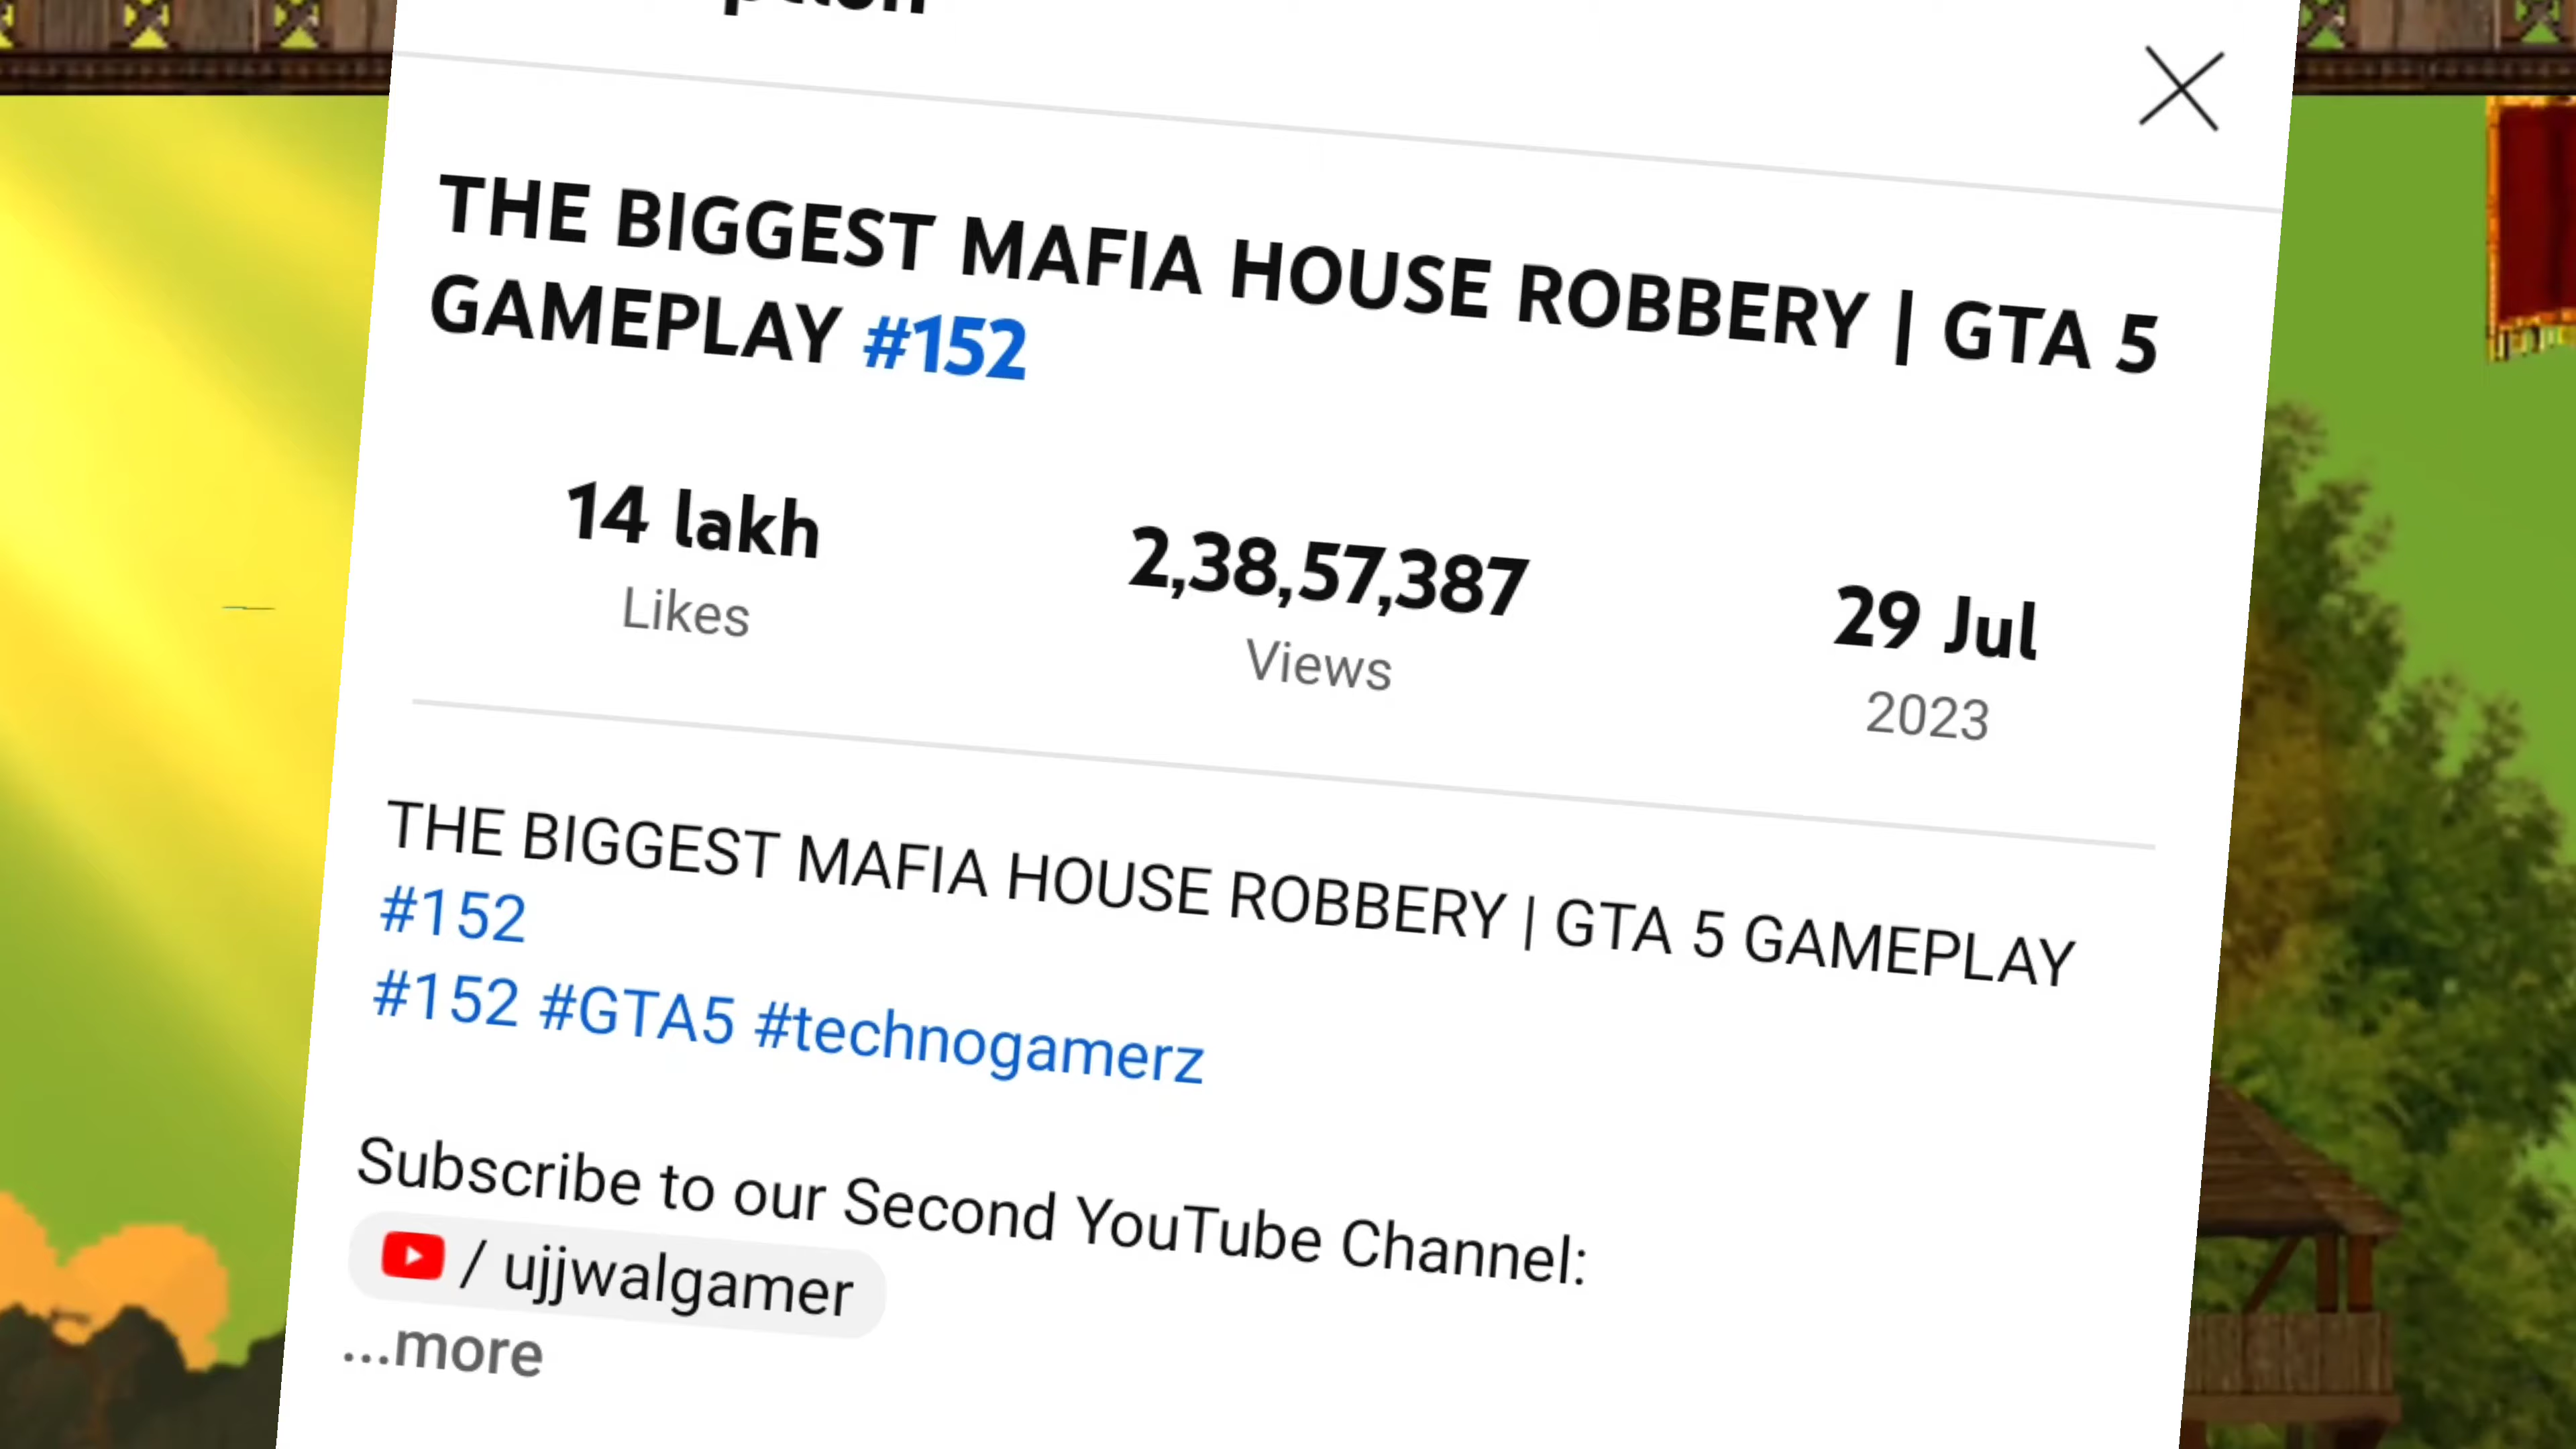 THE BIGGEST MAFIA HOUSE ROBBERY | GTA 5
GAMEPLAY #152
14 lakh
Likes
2,38,57,387
Views
29 Jul
2023
THE BIGGEST MAFIA HOUSE ROBBERY | GTA 5 GAMEPLAY
#152
#152 #GTA5 #technogamerz
Subscribe to our Second YouTube Channel:
/ ujjwalgamer
...more